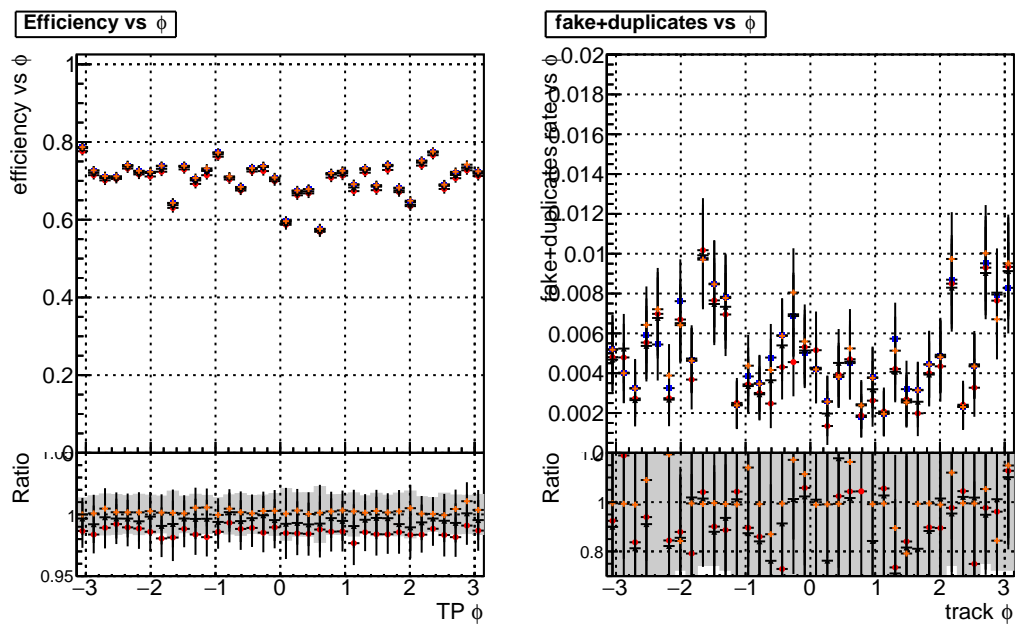 Efficiency vs ϕ
efficiency vs ϕ
1
0.8
0.6
0.4
0.2
0
Ratio
1.05
1
0.95
−3 −2 −1 0 1 2 3
TP ϕ
fake+duplicates vs ϕ
fake+duplicates rate vs ϕ
0.02
0.018
0.016
0.014
0.012
0.01
0.008
0.006
0.004
0.002
Ratio
1
0.8
−3 −2 −1 0 1 2 3
track ϕ